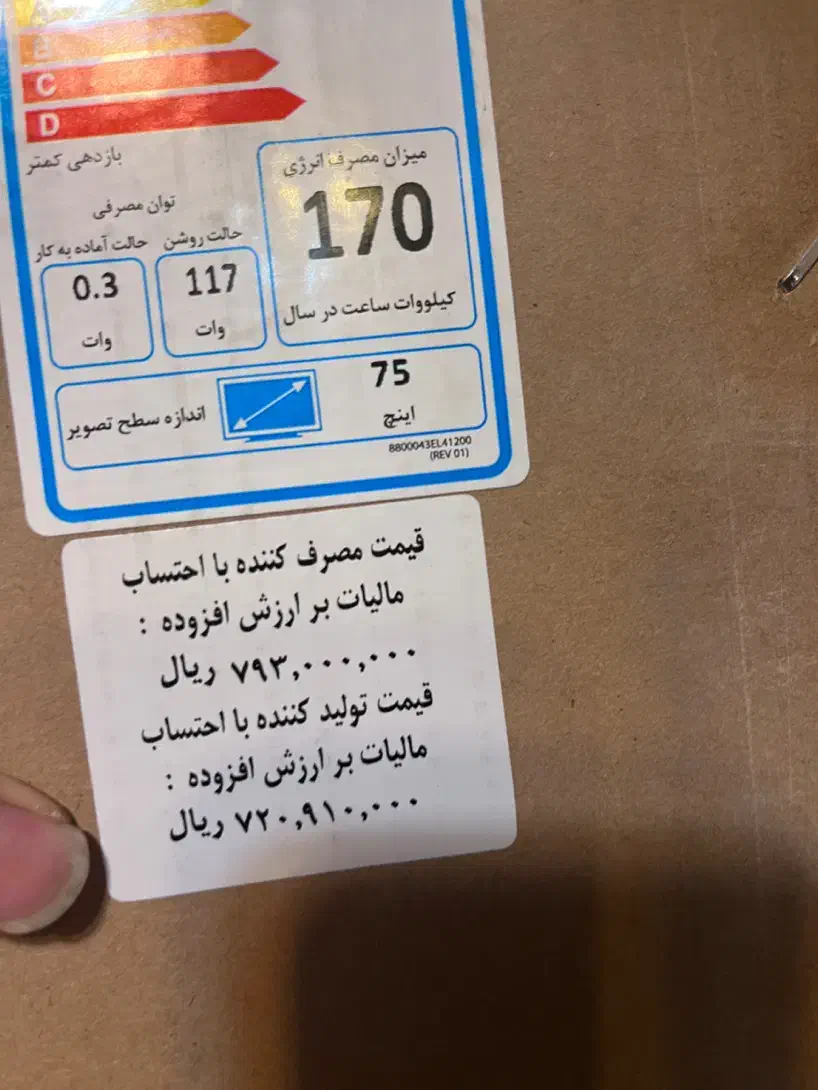 B
C
D
بازدهی کمتر
میزان مصرف انرژی
170
کیلووات ساعت در سال
توان مصرفی
حالت روشن
117
وات
حالت آماده به کار
0.3
وات
75
اینچ
اندازه سطح تصویر
8800043EL41200
(REV 01)
قیمت مصرف کننده با احتساب
مالیات بر ارزش افزوده :
۷۹۳,۰۰۰,۰۰۰ ریال
قیمت تولید کننده با احتساب
مالیات بر ارزش افزوده :
۷۲۰,۹۱۰,۰۰۰ ریال